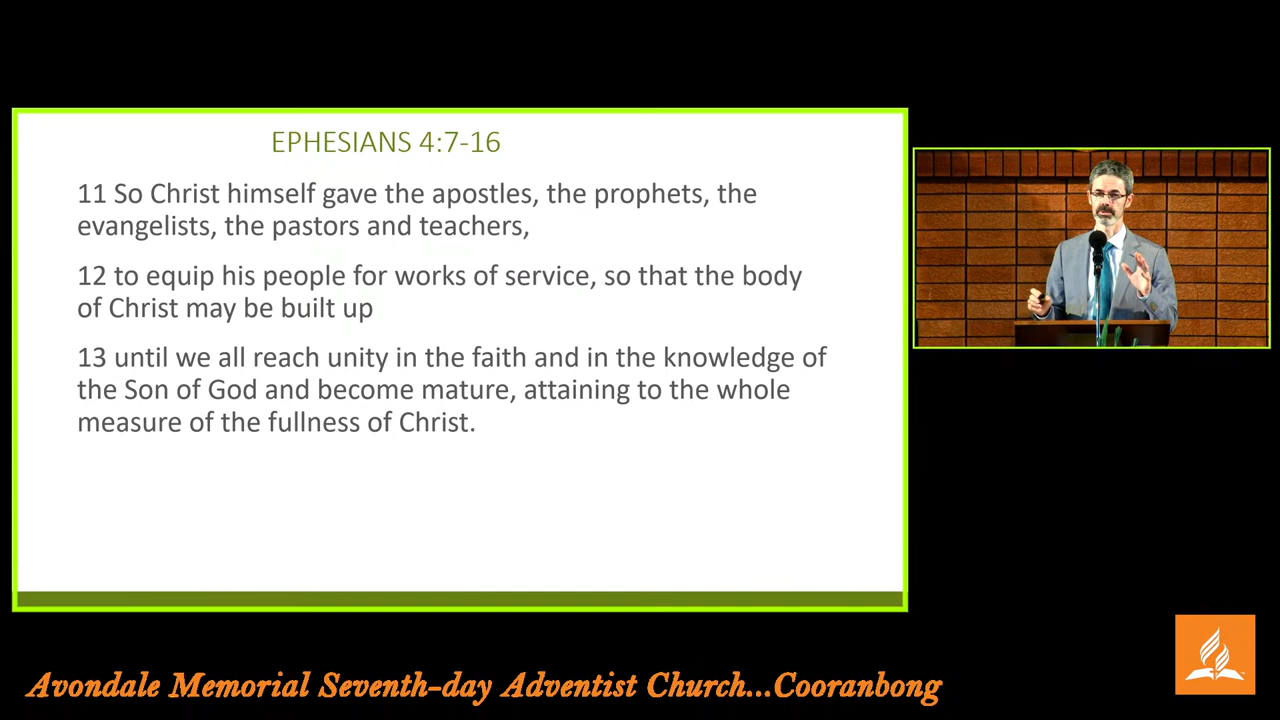 EPHESIANS 4:7-16
11 So Christ himself gave the apostles, the prophets, the
evangelists, the pastors and teachers,
12 to equip his people for works of service, so that the body
of Christ may be built up
13 until we all reach unity in the faith and in the knowledge of
the Son of God and become mature, attaining to the whole
measure of the fullness of Christ.
Avondale Memorial Seventh-day Adventist Church...Cooranbong